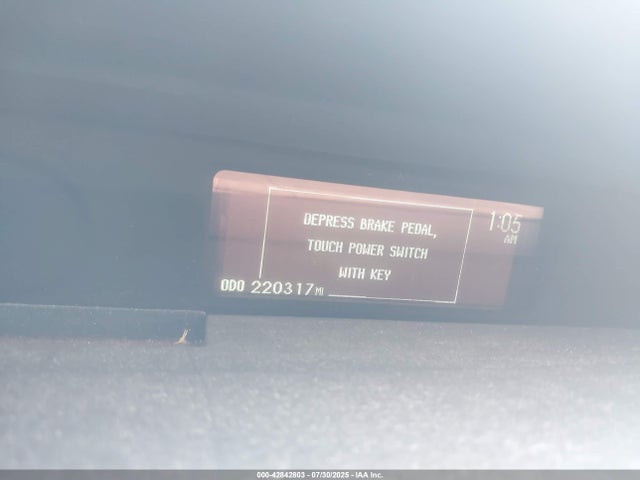 DEPRESS BRAKE PEDAL,
TOUCH POWER SWITCH
WITH KEY
1:05
AM
ODO 220317 MI
000-42842803 - 07/30/2025 - IAA Inc.